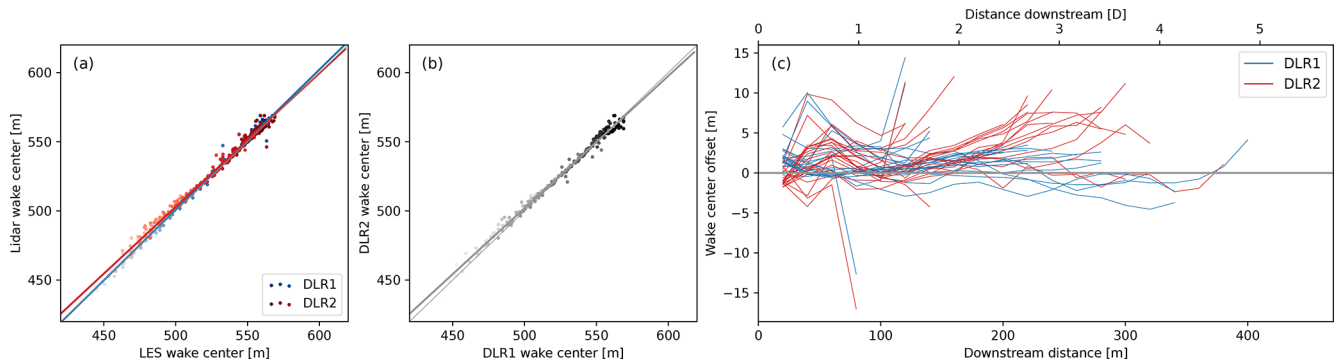 (a)
Lidar wake center [m]
600
550
500
450
450
500
550
600
LES wake center [m]
DLR1
DLR2
(b)
DLR2 wake center [m]
600
550
500
450
450
500
550
600
DLR1 wake center [m]
Distance downstream [D]
0
1
2
3
4
5
(c)
Wake center offset [m]
15
10
5
0
−5
−10
−15
0
100
200
300
400
Downstream distance [m]
DLR1
DLR2